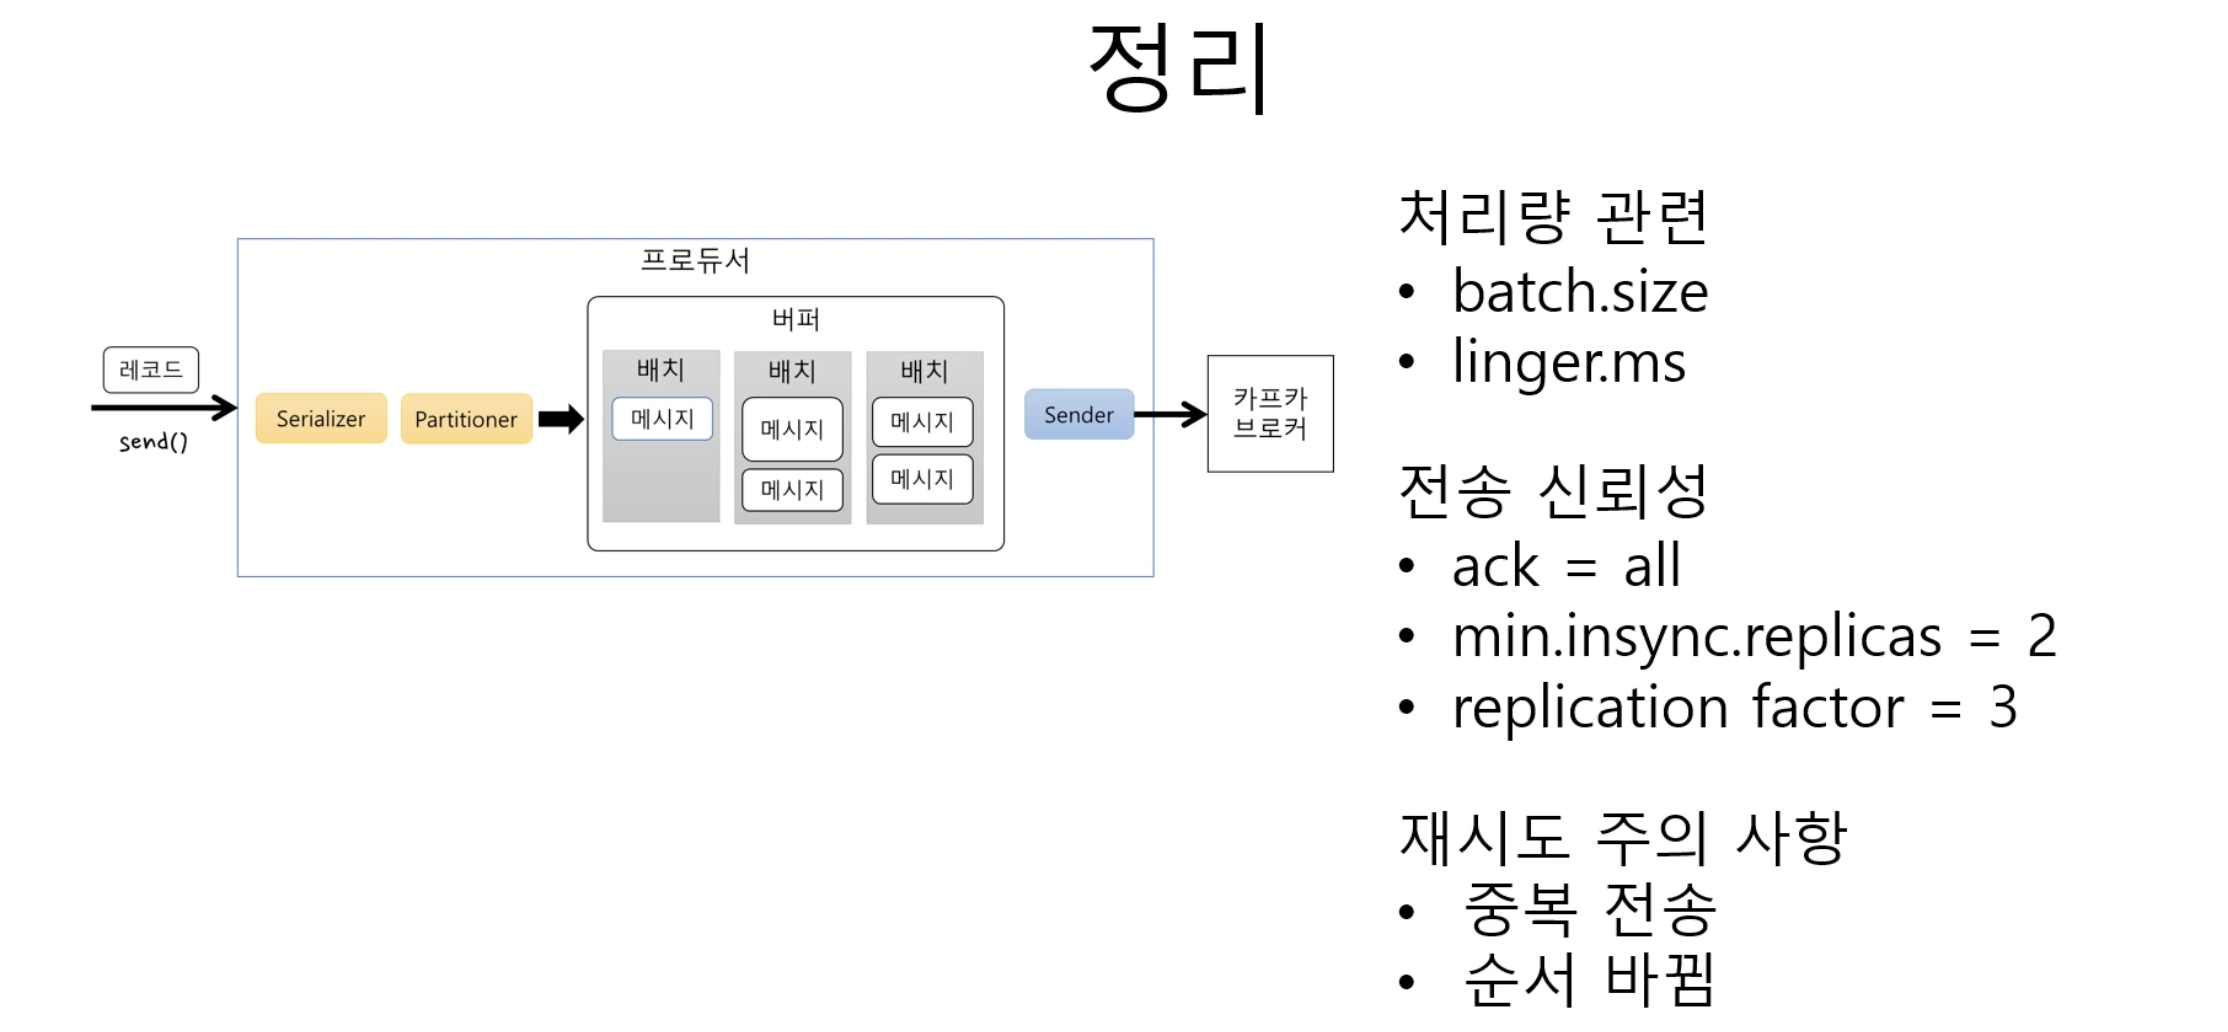 정리
프로듀서
버퍼
레코드
send()
Serializer
Partitioner
배치
메시지
배치
메시지
메시지
배치
메시지
메시지
Sender
카프카
브로커
처리량 관련
• batch.size
• linger.ms
전송 신뢰성
• ack = all
• min.insync.replicas = 2
• replication factor = 3
재시도 주의 사항
• 중복 전송
• 순서 바뀜